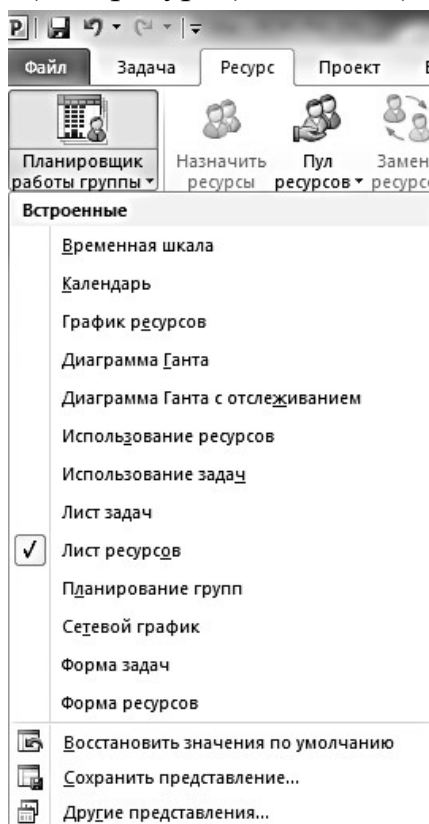 Файл Задача Ресурс Проект
Планировщик работы группы
Назначить ресурсы
Пул ресурсов
Встроенные
Временная шкала
Календарь
График ресурсов
Диаграмма Ганта
Диаграмма Ганта с отслеживанием
Использование ресурсов
Использование задач
Лист задач
Лист ресурсов
Планирование групп
Сетевой график
Форма задач
Форма ресурсов
Восстановить значения по умолчанию
Сохранить представление...
Другие представления...